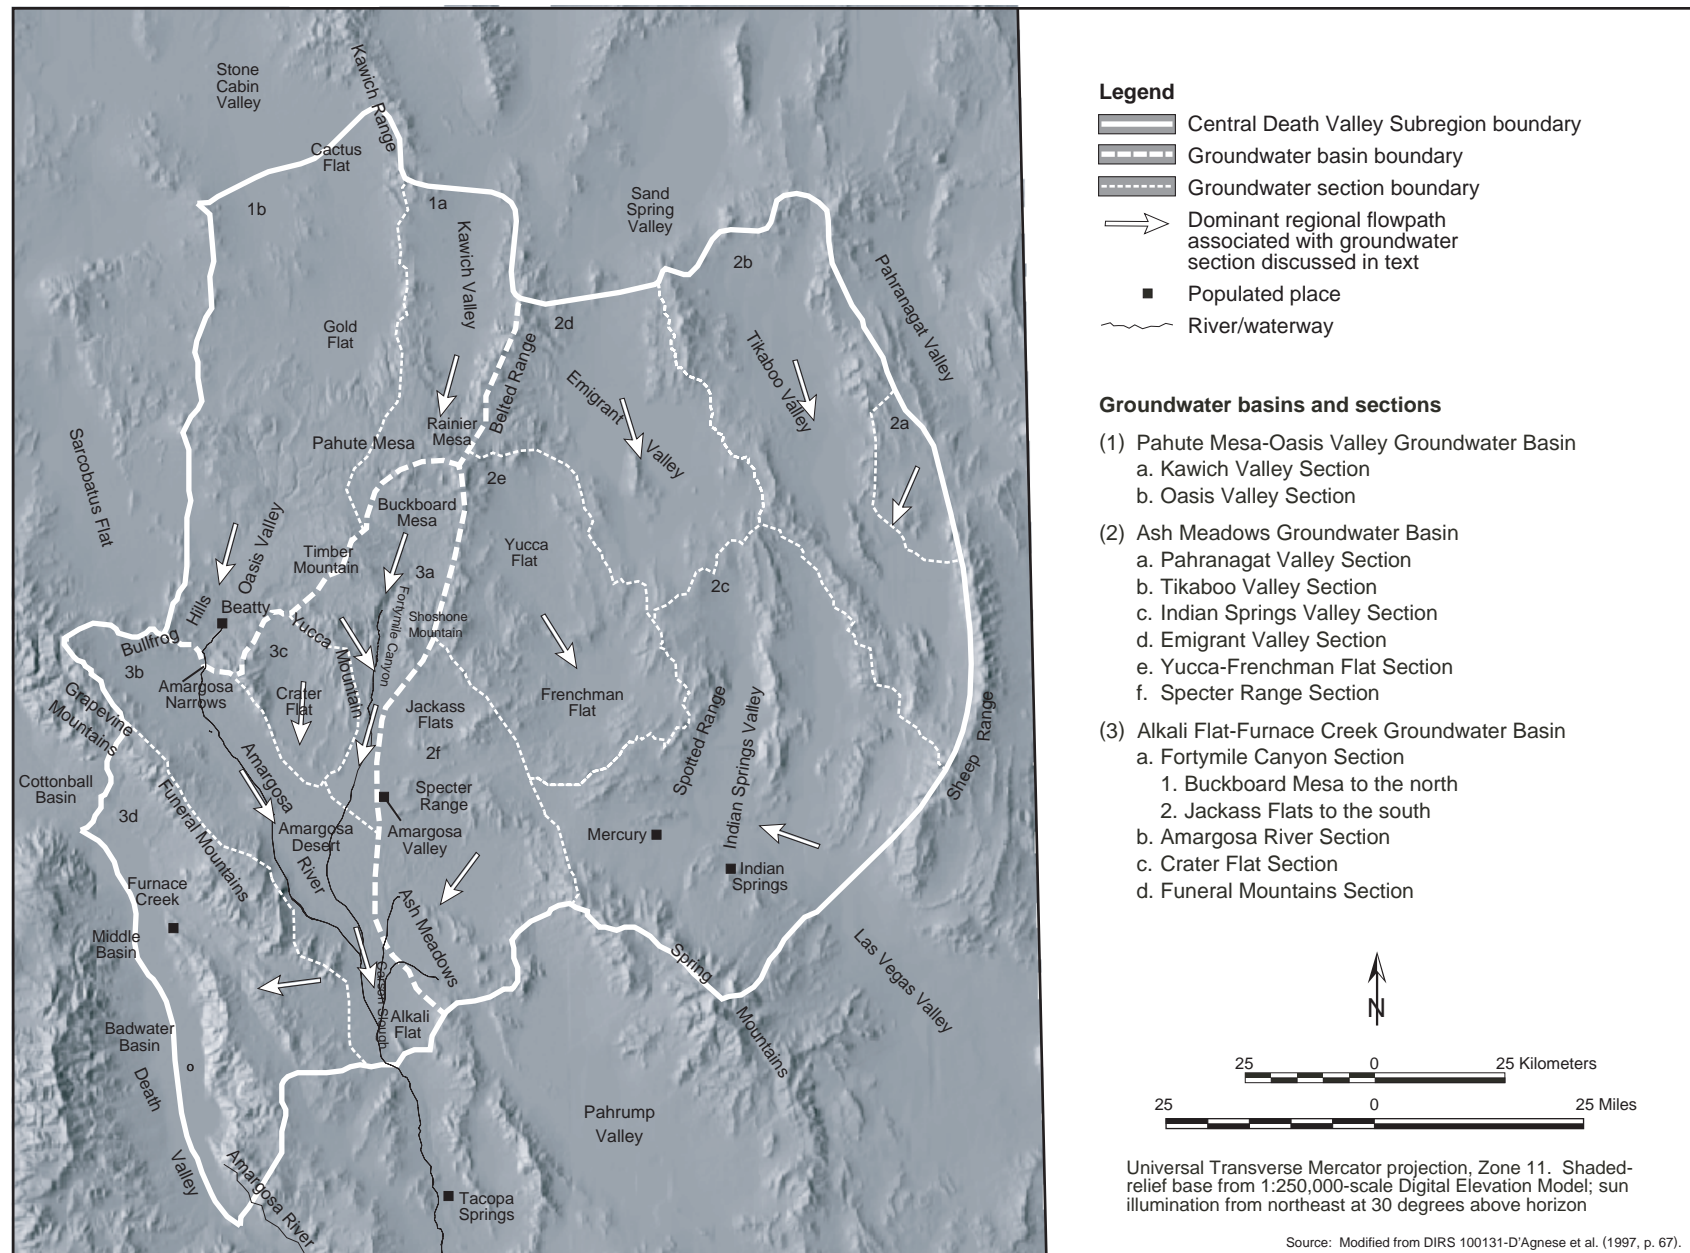 Stone
Cabin
Valley
Kawich Range
Cactus
Flat
1b
1a
Kawich Valley
Sand
Spring
Valley
2b
Pahranagat Valley
Gold
Flat
2d
Belted Range
Emigrant
Valley
Tikaboo Valley
2a
Rainier
Mesa
Pahute Mesa
2e
Sarcobatus Flat
Buckboard
Mesa
Oasis Valley
Timber
Mountain
Yucca
Flat
3a
2c
Fortymile Canyon
Shoshone
Mountain
Beatty
Bullfrog
Hills
Yucca
Mountain
3c
3b
Amargosa
Narrows
Crater
Flat
Grapevine
Mountains
Jackass
Flats
2f
Frenchman
Flat
Spotted Range
Indian Springs Valley
Sheep Range
Cottonball
Basin
3d
Funeral Mountains
Amargosa
River
Amargosa
Desert
Specter
Range
Amargosa
Valley
Mercury
Indian
Springs
Furnace
Creek
Middle
Basin
Ash Meadows
Carson Slough
Alkali
Flat
Spring
Mountains
Las Vegas Valley
Badwater
Basin
Death
Valley
Pahrump
Valley
Amargosa River
Tacopa
Springs
Legend
Central Death Valley Subregion boundary
Groundwater basin boundary
Groundwater section boundary
Dominant regional flowpath
associated with groundwater
section discussed in text
Populated place
River/waterway
Groundwater basins and sections
(1) Pahute Mesa-Oasis Valley Groundwater Basin
a. Kawich Valley Section
b. Oasis Valley Section
(2) Ash Meadows Groundwater Basin
a. Pahranagat Valley Section
b. Tikaboo Valley Section
c. Indian Springs Valley Section
d. Emigrant Valley Section
e. Yucca-Frenchman Flat Section
f. Specter Range Section
(3) Alkali Flat-Furnace Creek Groundwater Basin
a. Fortymile Canyon Section
1. Buckboard Mesa to the north
2. Jackass Flats to the south
b. Amargosa River Section
c. Crater Flat Section
d. Funeral Mountains Section
N
25 0 25 Kilometers
25 0 25 Miles
Universal Transverse Mercator projection, Zone 11. Shaded-
relief base from 1:250,000-scale Digital Elevation Model; sun
illumination from northeast at 30 degrees above horizon
Source: Modified from DIRS 100131-D'Agnese et al. (1997, p. 67).